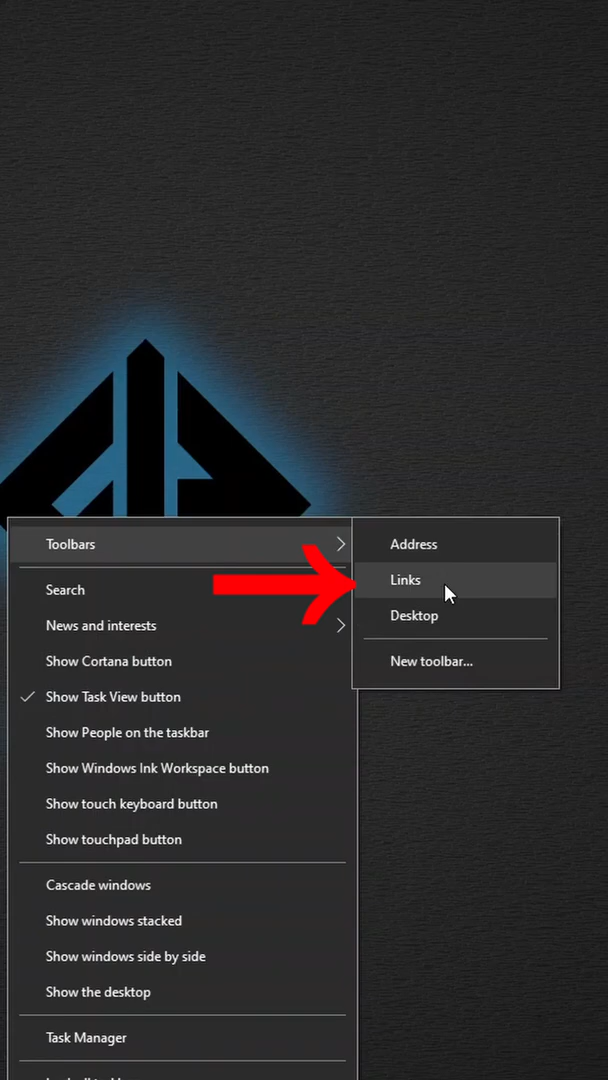 Toolbars
Address
Links
Desktop
New toolbar...
Search
News and interests
Show Cortana button
Show Task View button
Show People on the taskbar
Show Windows Ink Workspace button
Show touch keyboard button
Show touchpad button
Cascade windows
Show windows stacked
Show windows side by side
Show the desktop
Task Manager